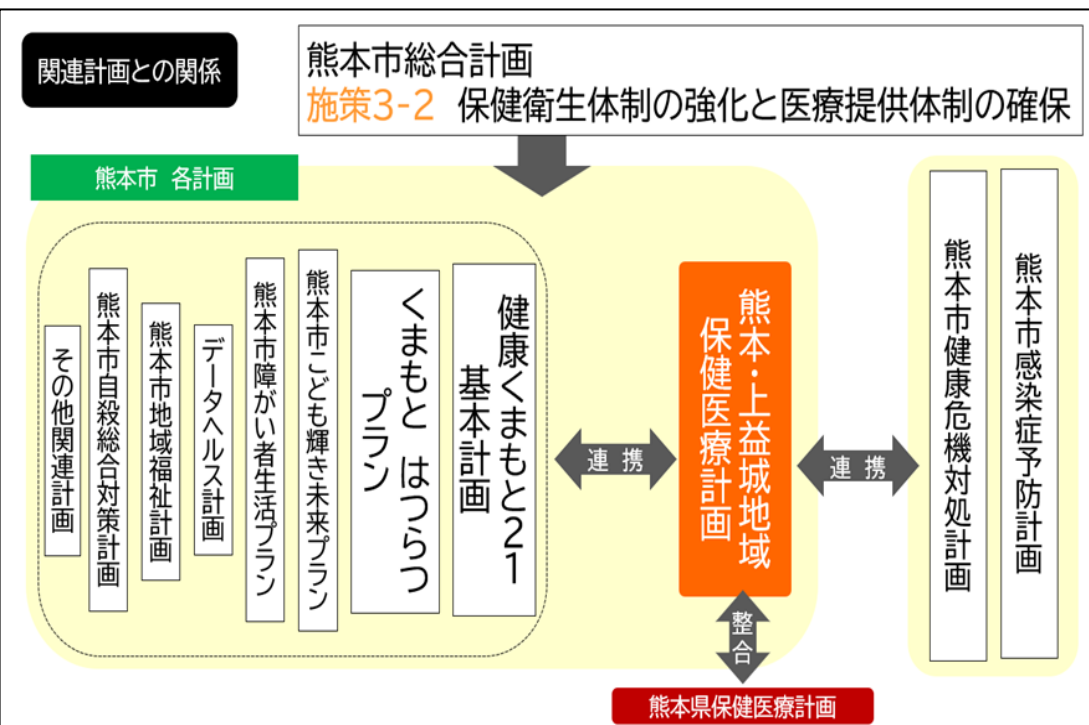 関連計画との関係
熊本市総合計画
施策3-2 保健衛生体制の強化と医療提供体制の確保
熊本市 各計画
健康くまもと21
基本計画
くまもと はつらつ
プラン
熊本市こども輝き未来プラン
熊本市障がい者生活プラン
データヘルス計画
熊本市地域福祉計画
熊本市自殺総合対策計画
その他関連計画
連携
熊本・上益城地域
保健医療計画
連携
熊本市感染症予防計画
熊本市健康危機対処計画
整合
熊本県保健医療計画